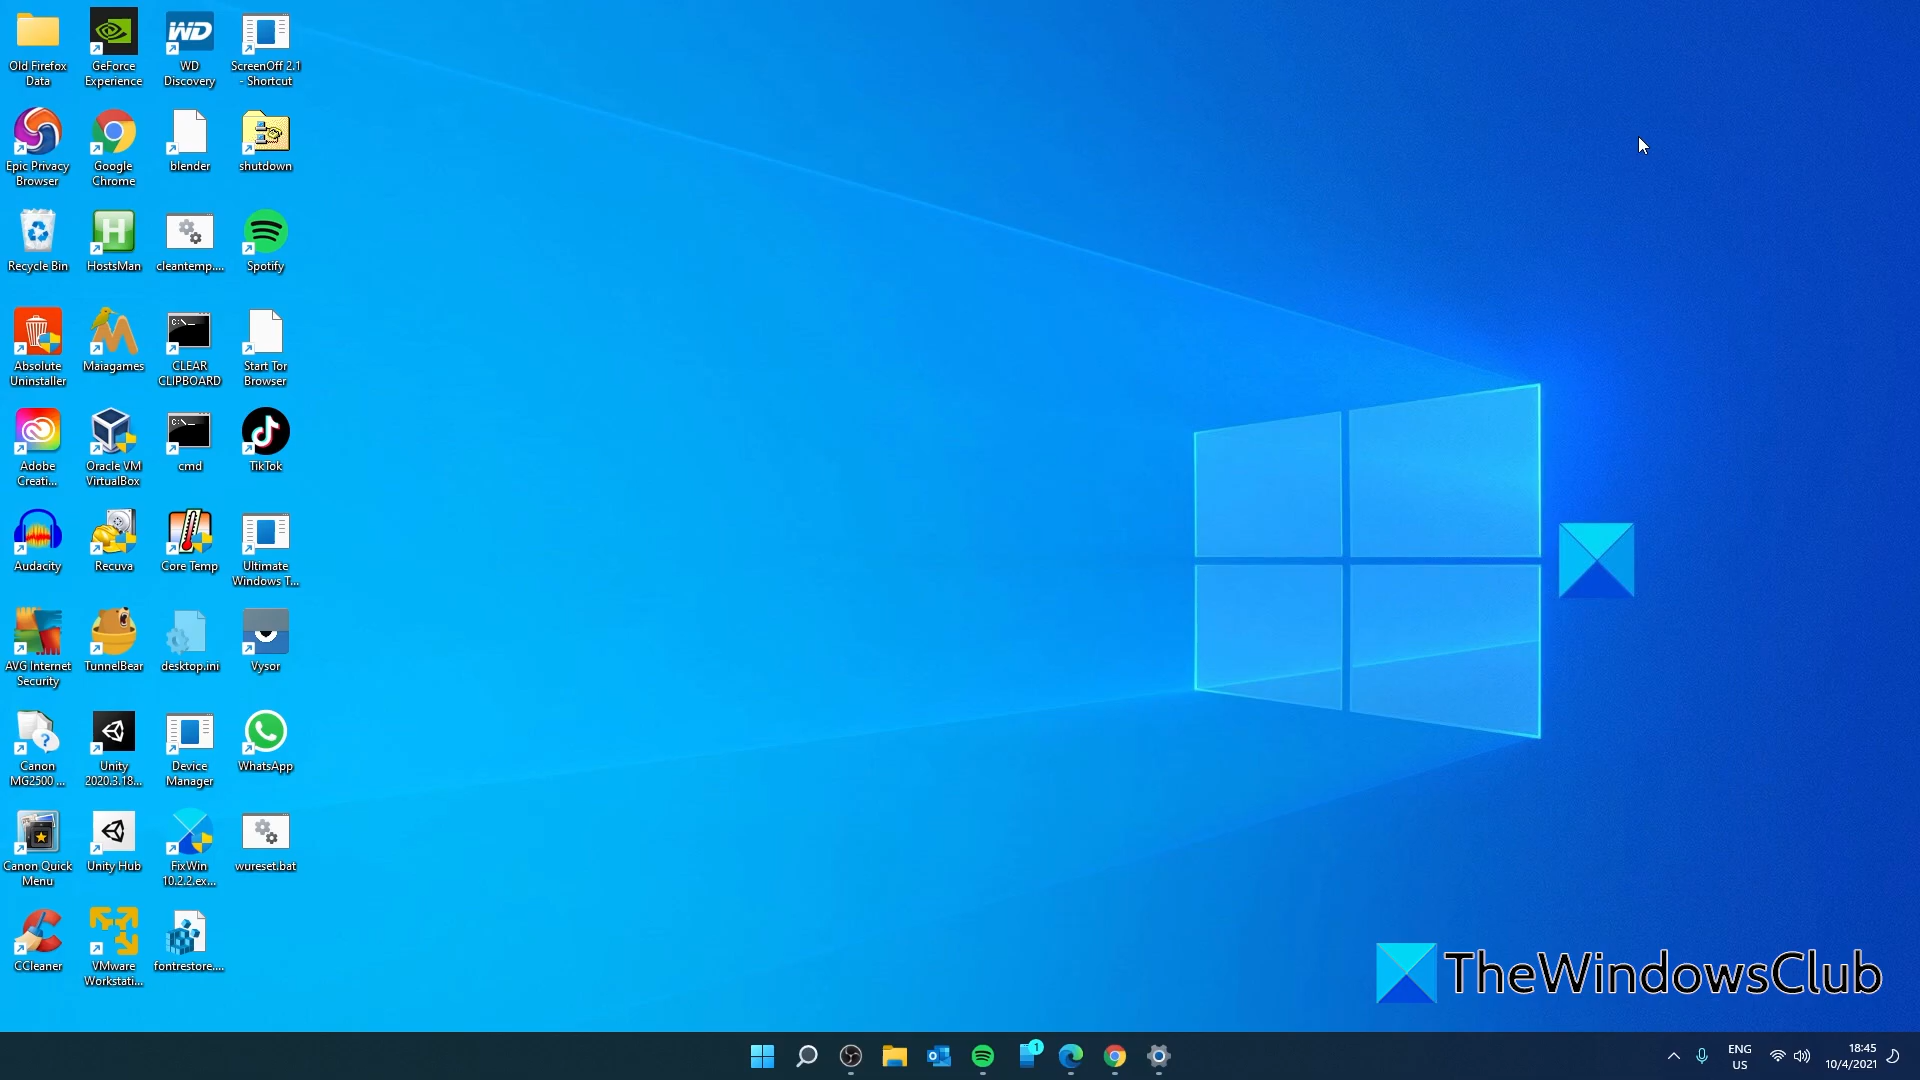 Old Firefox
Data
GeForce
Experience
WD
WD
Discovery
ScreenOff 2.1
- Shortcut
Epic Privacy
Browser
Google
Chrome
blender
shutdown
Recycle Bin
H
HostsMan
cleantemp....
Spotify
Absolute
Uninstaller
Maiagames
C:\_
CLEAR
CLIPBOARD
Start Tor
Browser
Adobe
Creati...
Oracle VM
VirtualBox
C:\_
cmd
TikTok
Audacity
Recuva
Core Temp
Ultimate
Windows T...
AVG Internet
Security
TunnelBear
desktop.ini
Vysor
Canon
MG2500 ...
Unity
2020.3.18...
Device
Manager
WhatsApp
Canon Quick
Menu
Unity Hub
FixWin
10.2.2.ex...
wureset.bat
CCleaner
VMware
Workstati...
fontrestore....
TheWindowsClub
1
ENG
US
18:45
10/4/2021